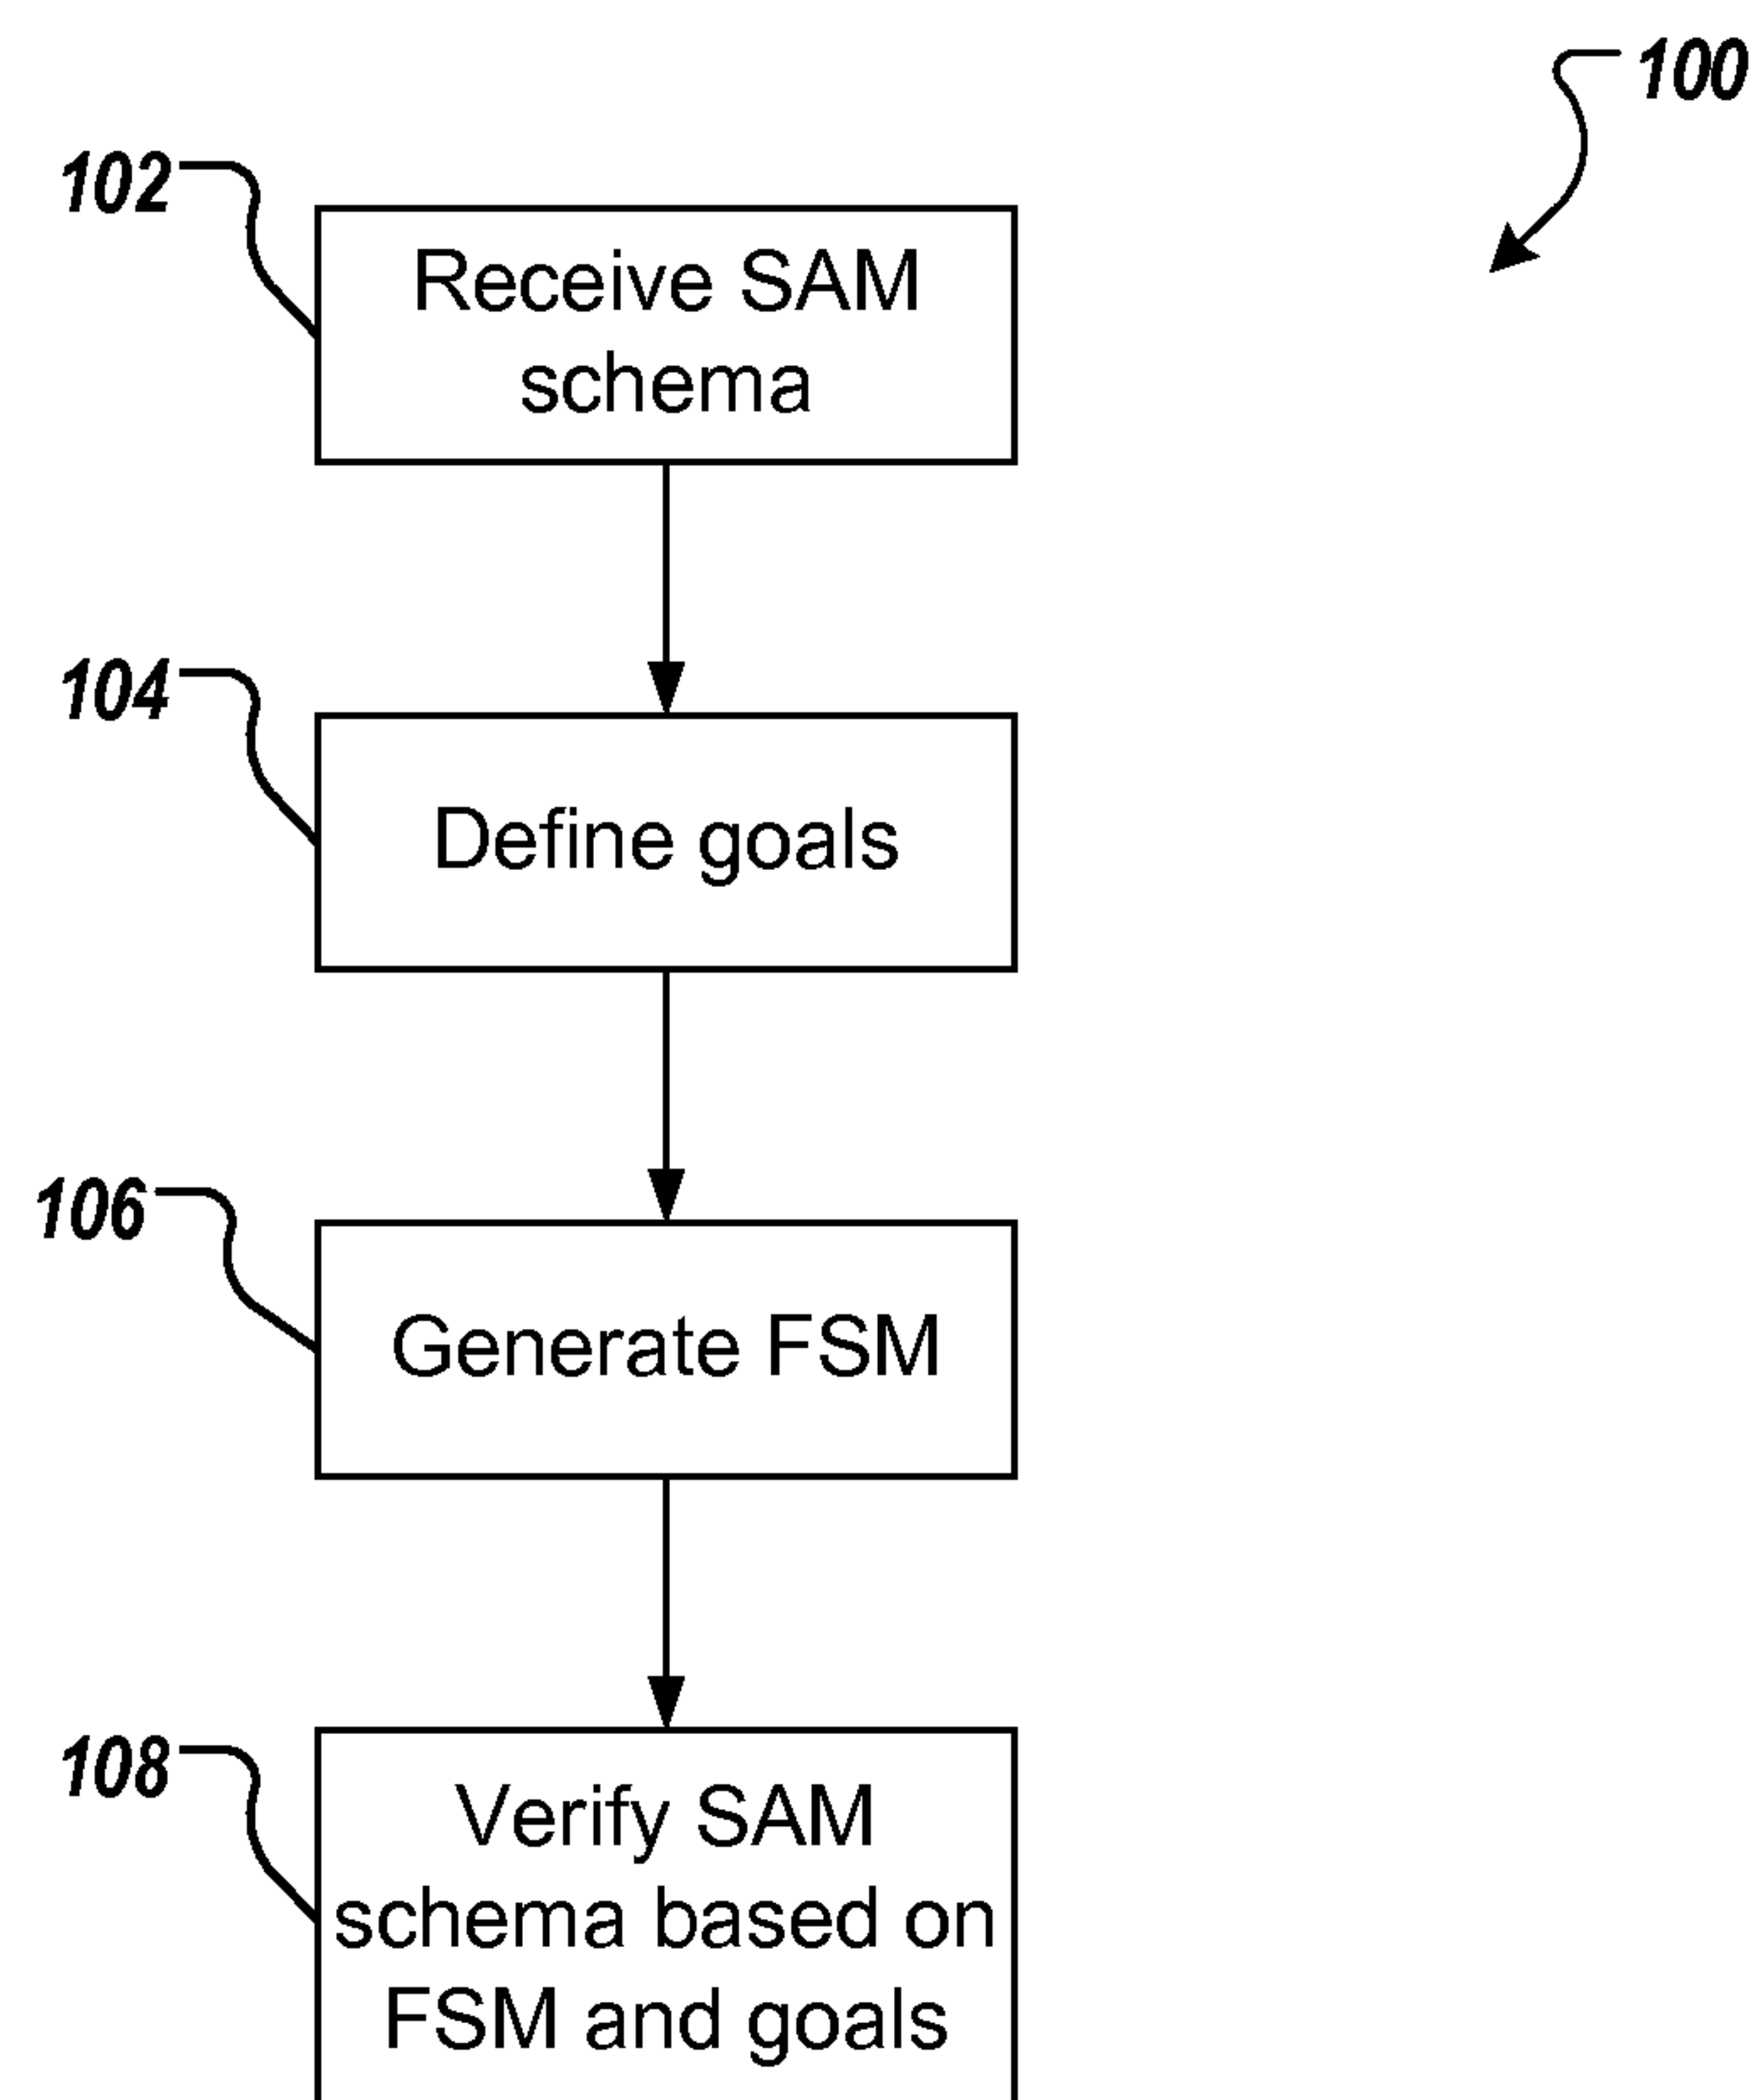 100
102
Receive SAM
schema
104
Define goals
106
Generate FSM
108
Verify SAM
schema based on
FSM and goals